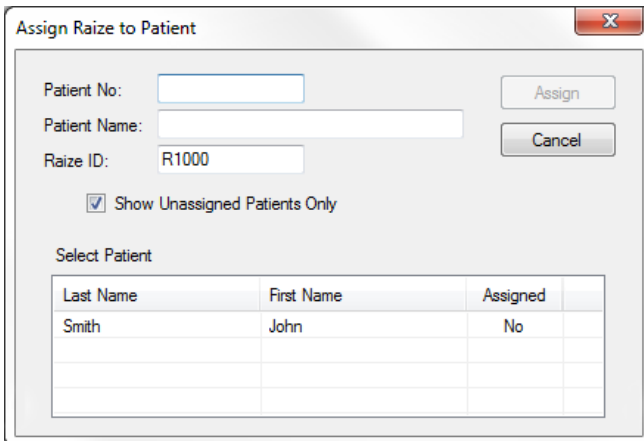 Assign Raize to Patient
Patient No:
Assign
Patient Name:
Cancel
Raize ID: R1000
Show Unassigned Patients Only
Select Patient
Last Name First Name Assigned
Smith John No